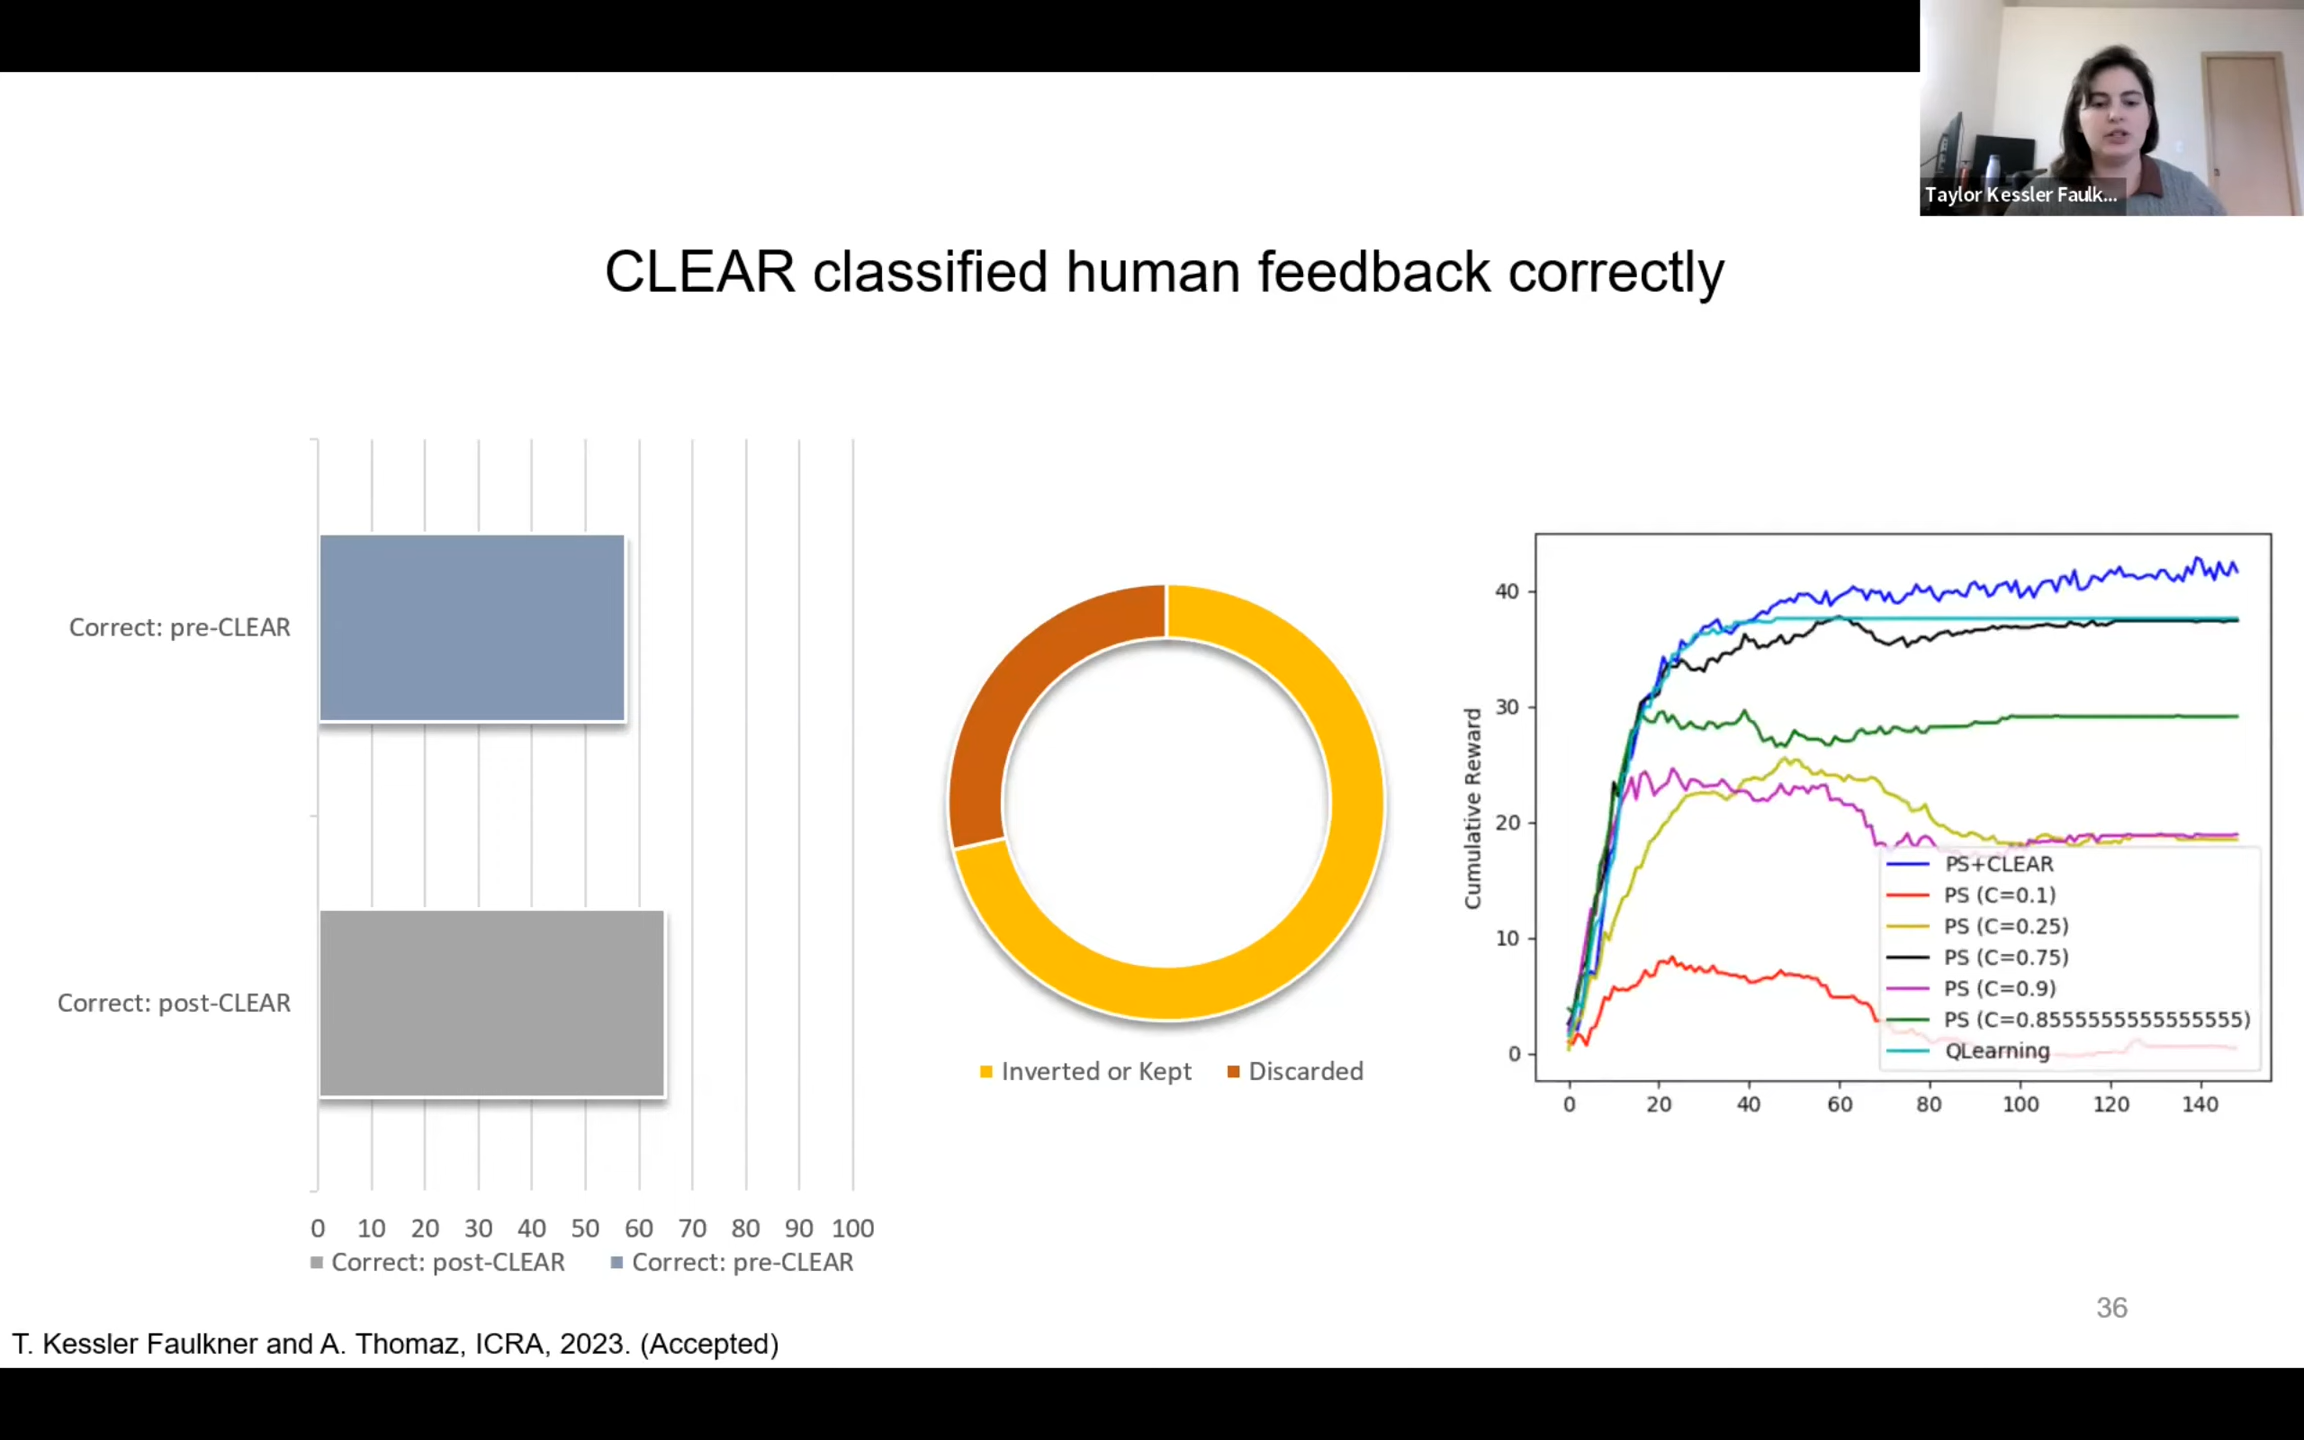 Taylor Kessler Faulk...
CLEAR classified human feedback correctly
Correct: pre-CLEAR
Correct: post-CLEAR
0 10 20 30 40 50 60 70 80 90 100
Correct: post-CLEAR Correct: pre-CLEAR
Inverted or Kept Discarded
Cumulative Reward
40
30
20
10
0
PS+CLEAR
PS (C=0.1)
PS (C=0.25)
PS (C=0.75)
PS (C=0.9)
PS (C=0.8555555555555555)
QLearning
0 20 40 60 80 100 120 140
36
T. Kessler Faulkner and A. Thomaz, ICRA, 2023. (Accepted)